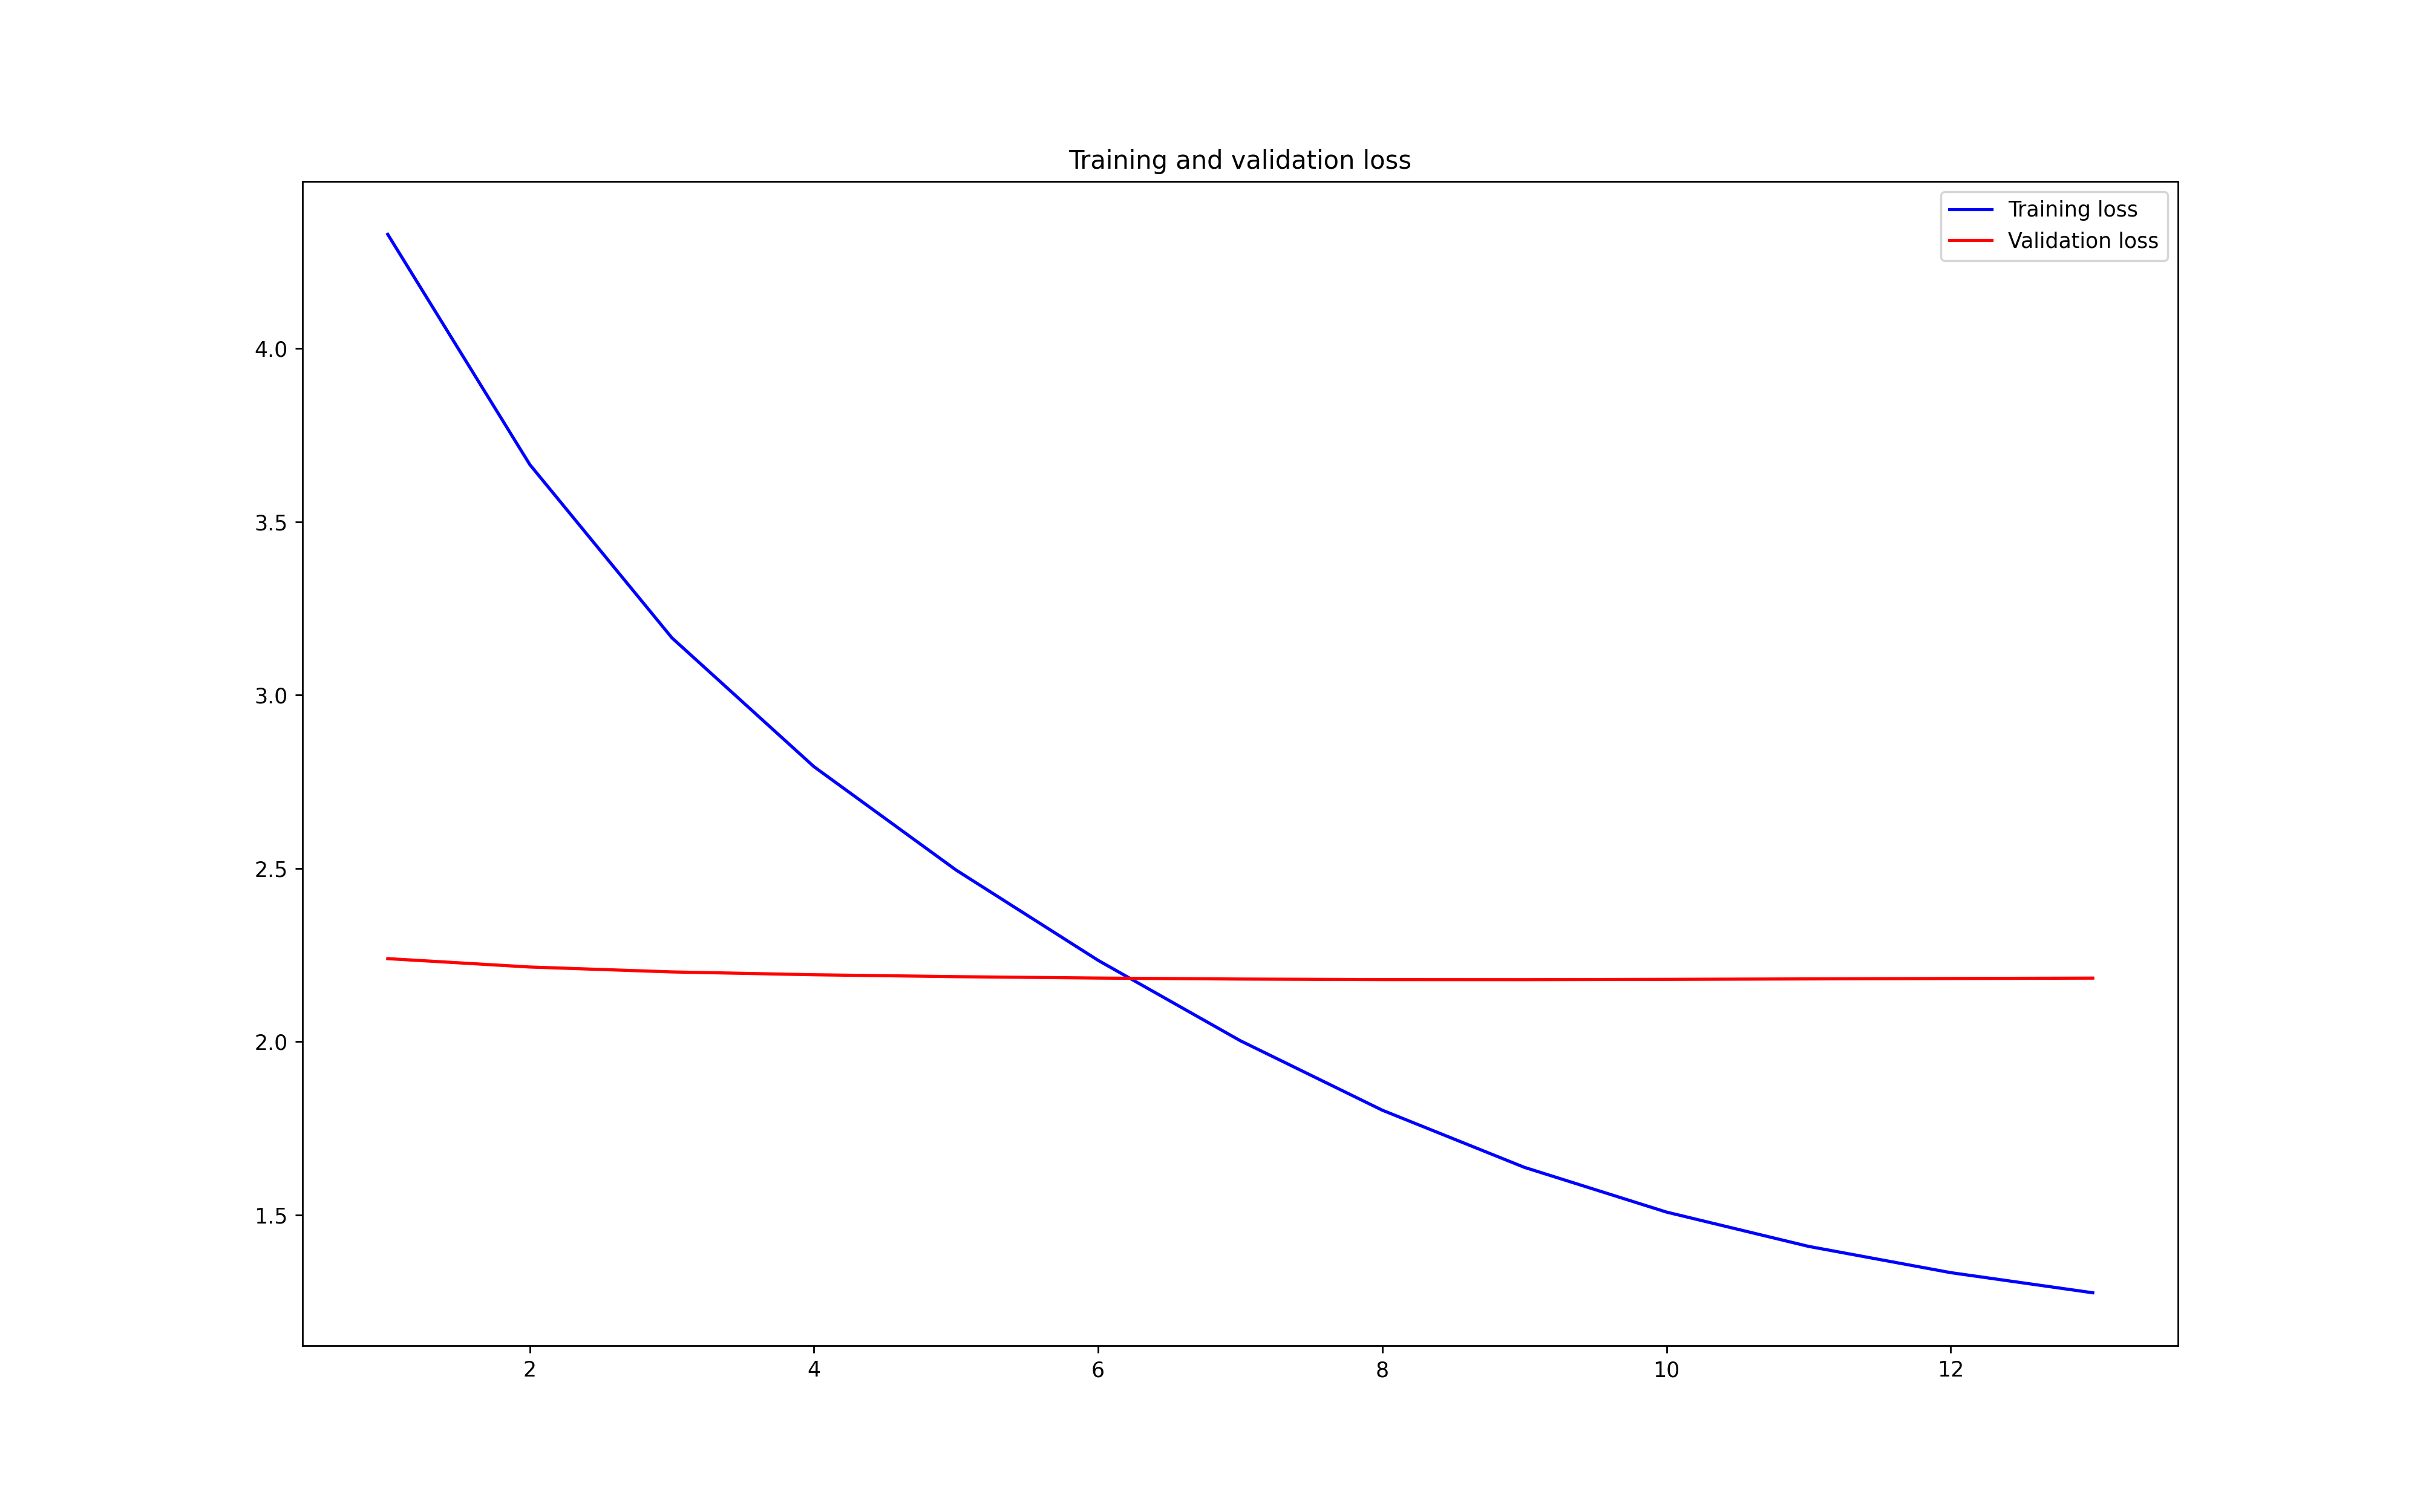 Training and validation loss
Training loss
Validation loss
4.0
3.5
3.0
2.5
2.0
1.5
2 4 6 8 10 12